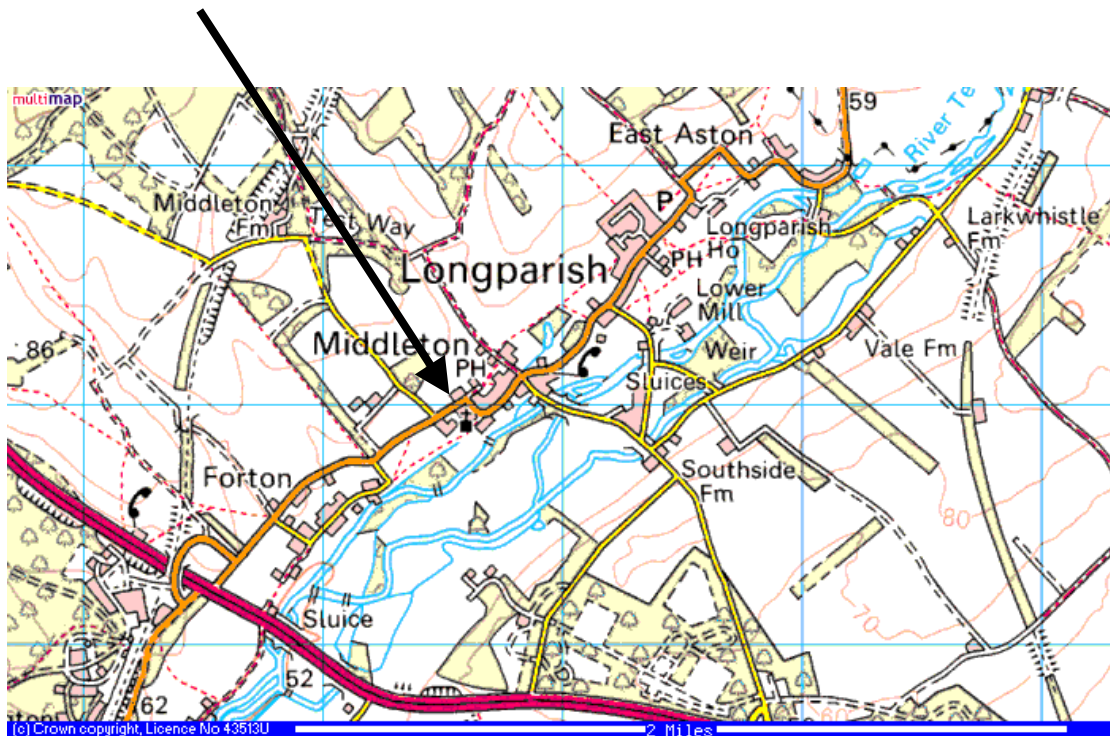 multimap
59
East Aston
River Te
Middleton
Fm
Test Way
P
Longparish
Ho
Larkwhistle
Fm
Longparish
PH
Lower
Mill
Middleton
86
PH
Weir
Vale Fm
Sluices
Forton
Southside
Fm
80
Sluice
70
52
62
60
(c) Crown copyright, Licence No 43513U
2 Miles